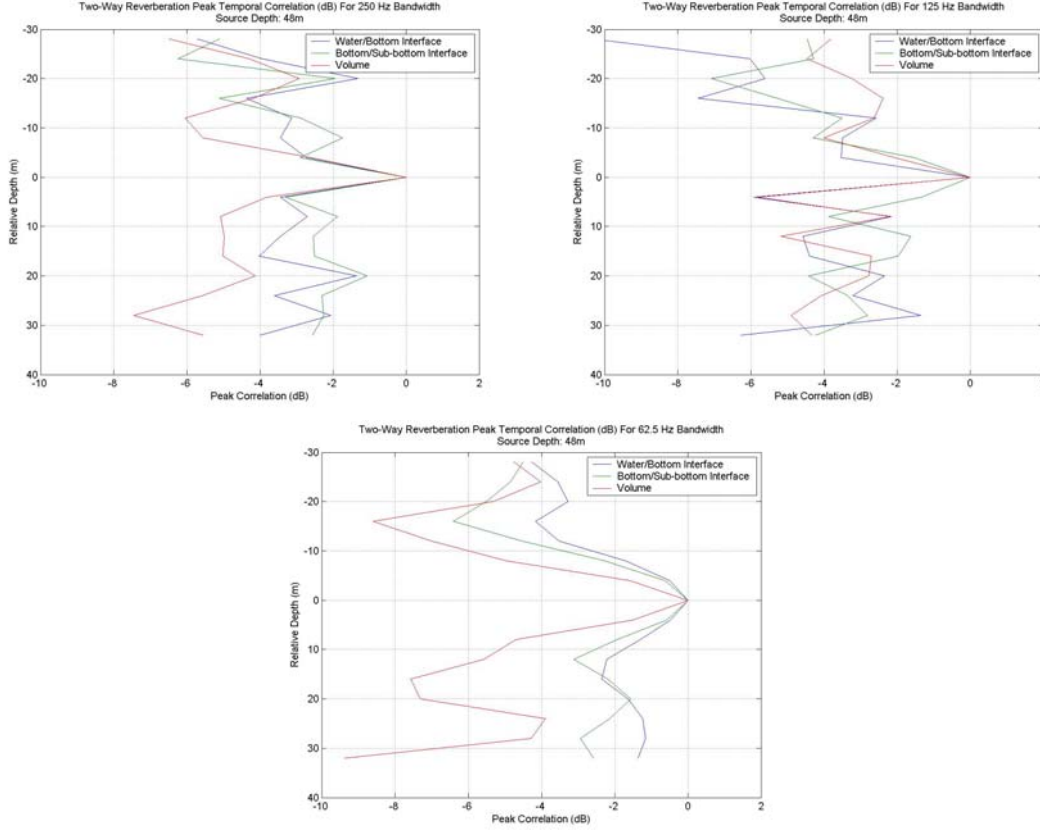 Two-Way Reverberation Peak Temporal Correlation (dB) For 250 Hz Bandwidth
Source Depth: 48m
-30
-20
-10
0
10
20
30
40
Relative Depth (m)
Water/Bottom Interface
Bottom/Sub-bottom Interface
Volume
-10
-8
-6
-4
-2
0
2
Peak Correlation (dB)
Two-Way Reverberation Peak Temporal Correlation (dB) For 125 Hz Bandwidth
Source Depth: 48m
-30
-20
-10
0
10
20
30
40
Relative Depth (m)
Water/Bottom Interface
Bottom/Sub-bottom Interface
Volume
-10
-8
-6
-4
-2
0
Peak Correlation (dB)
Two-Way Reverberation Peak Temporal Correlation (dB) For 62.5 Hz Bandwidth
Source Depth: 48m
-30
-20
-10
0
10
20
30
40
Relative Depth (m)
Water/Bottom Interface
Bottom/Sub-bottom Interface
Volume
-10
-8
-6
-4
-2
0
2
Peak Correlation (dB)